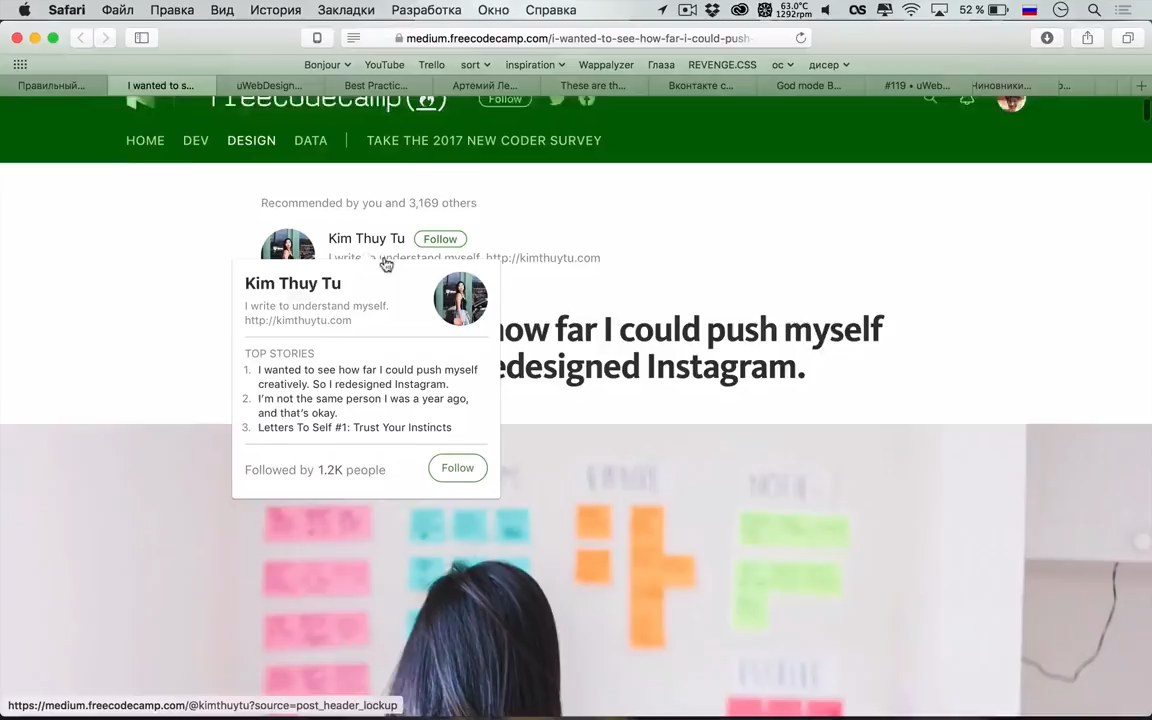 Safari Файл Правка Вид История Закладки Разработка Окно Справка 63.0°C 1292rpm 52 %
medium.freecodecamp.com/i-wanted-to-see-how-far-i-could-push-
Bonjour YouTube Trello sort inspiration Wappalyzer Глаза REVENGE.CSS ос дисер
Правильный... I wanted to s... uWebDesign... Best Practic... Артемий Ле... These are th... Вконтакте с... God mode B... #119 • uWeb... Чиновники...
freeCodeCamp Follow
HOME DEV DESIGN DATA TAKE THE 2017 NEW CODER SURVEY
Recommended by you and 3,169 others
Kim Thuy Tu Follow
I write to understand myself. http://kimthuytu.com
Kim Thuy Tu
I write to understand myself.
http://kimthuytu.com
how far I could push myself
redesigned Instagram.
TOP STORIES
1. I wanted to see how far I could push myself
creatively. So I redesigned Instagram.
2. I'm not the same person I was a year ago,
and that's okay.
3. Letters To Self #1: Trust Your Instincts
Followed by 1.2K people Follow
https://medium.freecodecamp.com/@kimthuytu?source=post_header_lockup